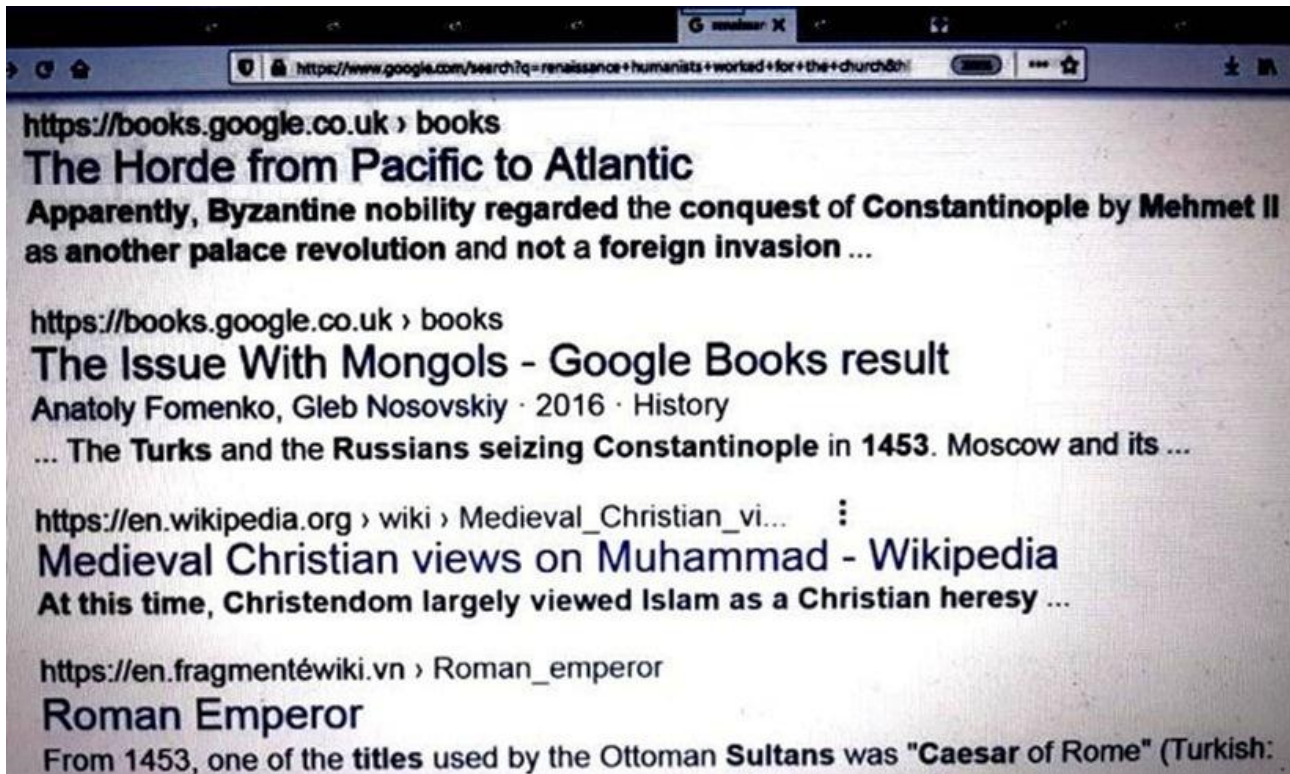 https://www.google.com/search?q=renaissance+humanists+worked+for+the+church&
https://books.google.co.uk › books
The Horde from Pacific to Atlantic
Apparently, Byzantine nobility regarded the conquest of Constantinople by Mehmet II
as another palace revolution and not a foreign invasion ...
https://books.google.co.uk › books
The Issue With Mongols - Google Books result
Anatoly Fomenko, Gleb Nosovskiy · 2016 · History
... The Turks and the Russians seizing Constantinople in 1453. Moscow and its ...
https://en.wikipedia.org › wiki › Medieval_Christian_vi...
Medieval Christian views on Muhammad - Wikipedia
At this time, Christendom largely viewed Islam as a Christian heresy ...
https://en.fragmentéwiki.vn › Roman_emperor
Roman Emperor
From 1453, one of the titles used by the Ottoman Sultans was "Caesar of Rome" (Turkish: